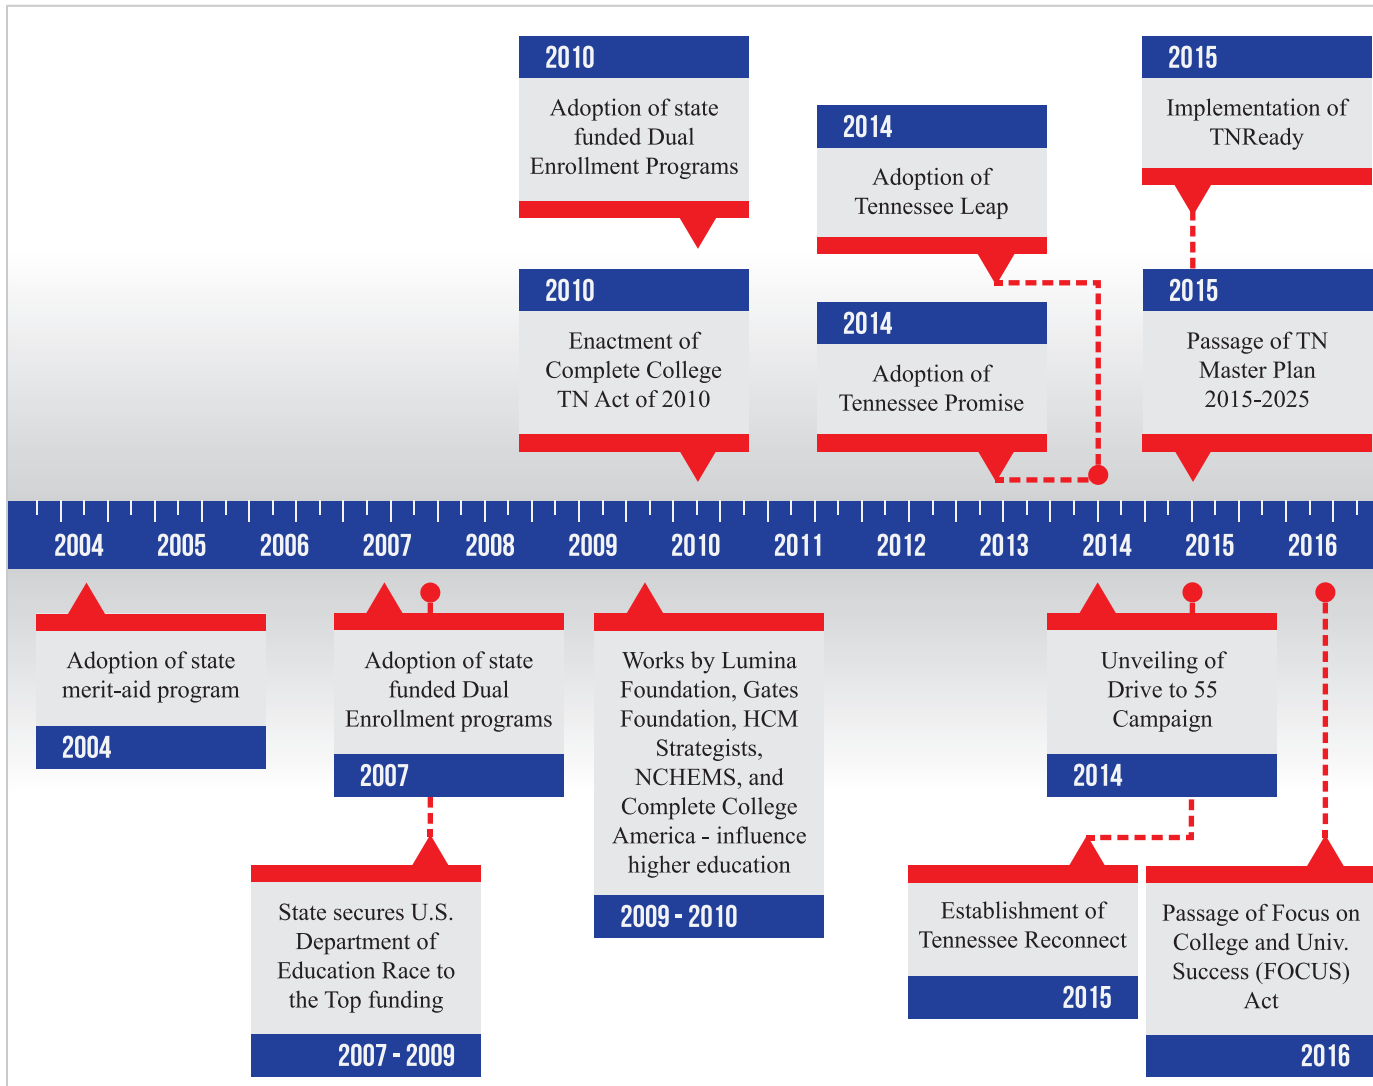 2010
Adoption of state
funded Dual
Enrollment Programs
2010
Enactment of
Complete College
TN Act of 2010
2014
Adoption of
Tennessee Leap
2014
Adoption of
Tennessee Promise
2015
Implementation of
TNReady
2015
Passage of TN
Master Plan
2015-2025
2004 2005 2006 2007 2008 2009 2010 2011 2012 2013 2014 2015 2016
Adoption of state
merit-aid program
2004
Adoption of state
funded Dual
Enrollment programs
2007
State secures U.S.
Department of
Education Race to
the Top funding
2007 - 2009
Works by Lumina
Foundation, Gates
Foundation, HCM
Strategists,
NCHEMS, and
Complete College
America - influence
higher education
2009 - 2010
Unveiling of
Drive to 55
Campaign
2014
Establishment of
Tennessee Reconnect
2015
Passage of Focus on
College and Univ.
Success (FOCUS)
Act
2016